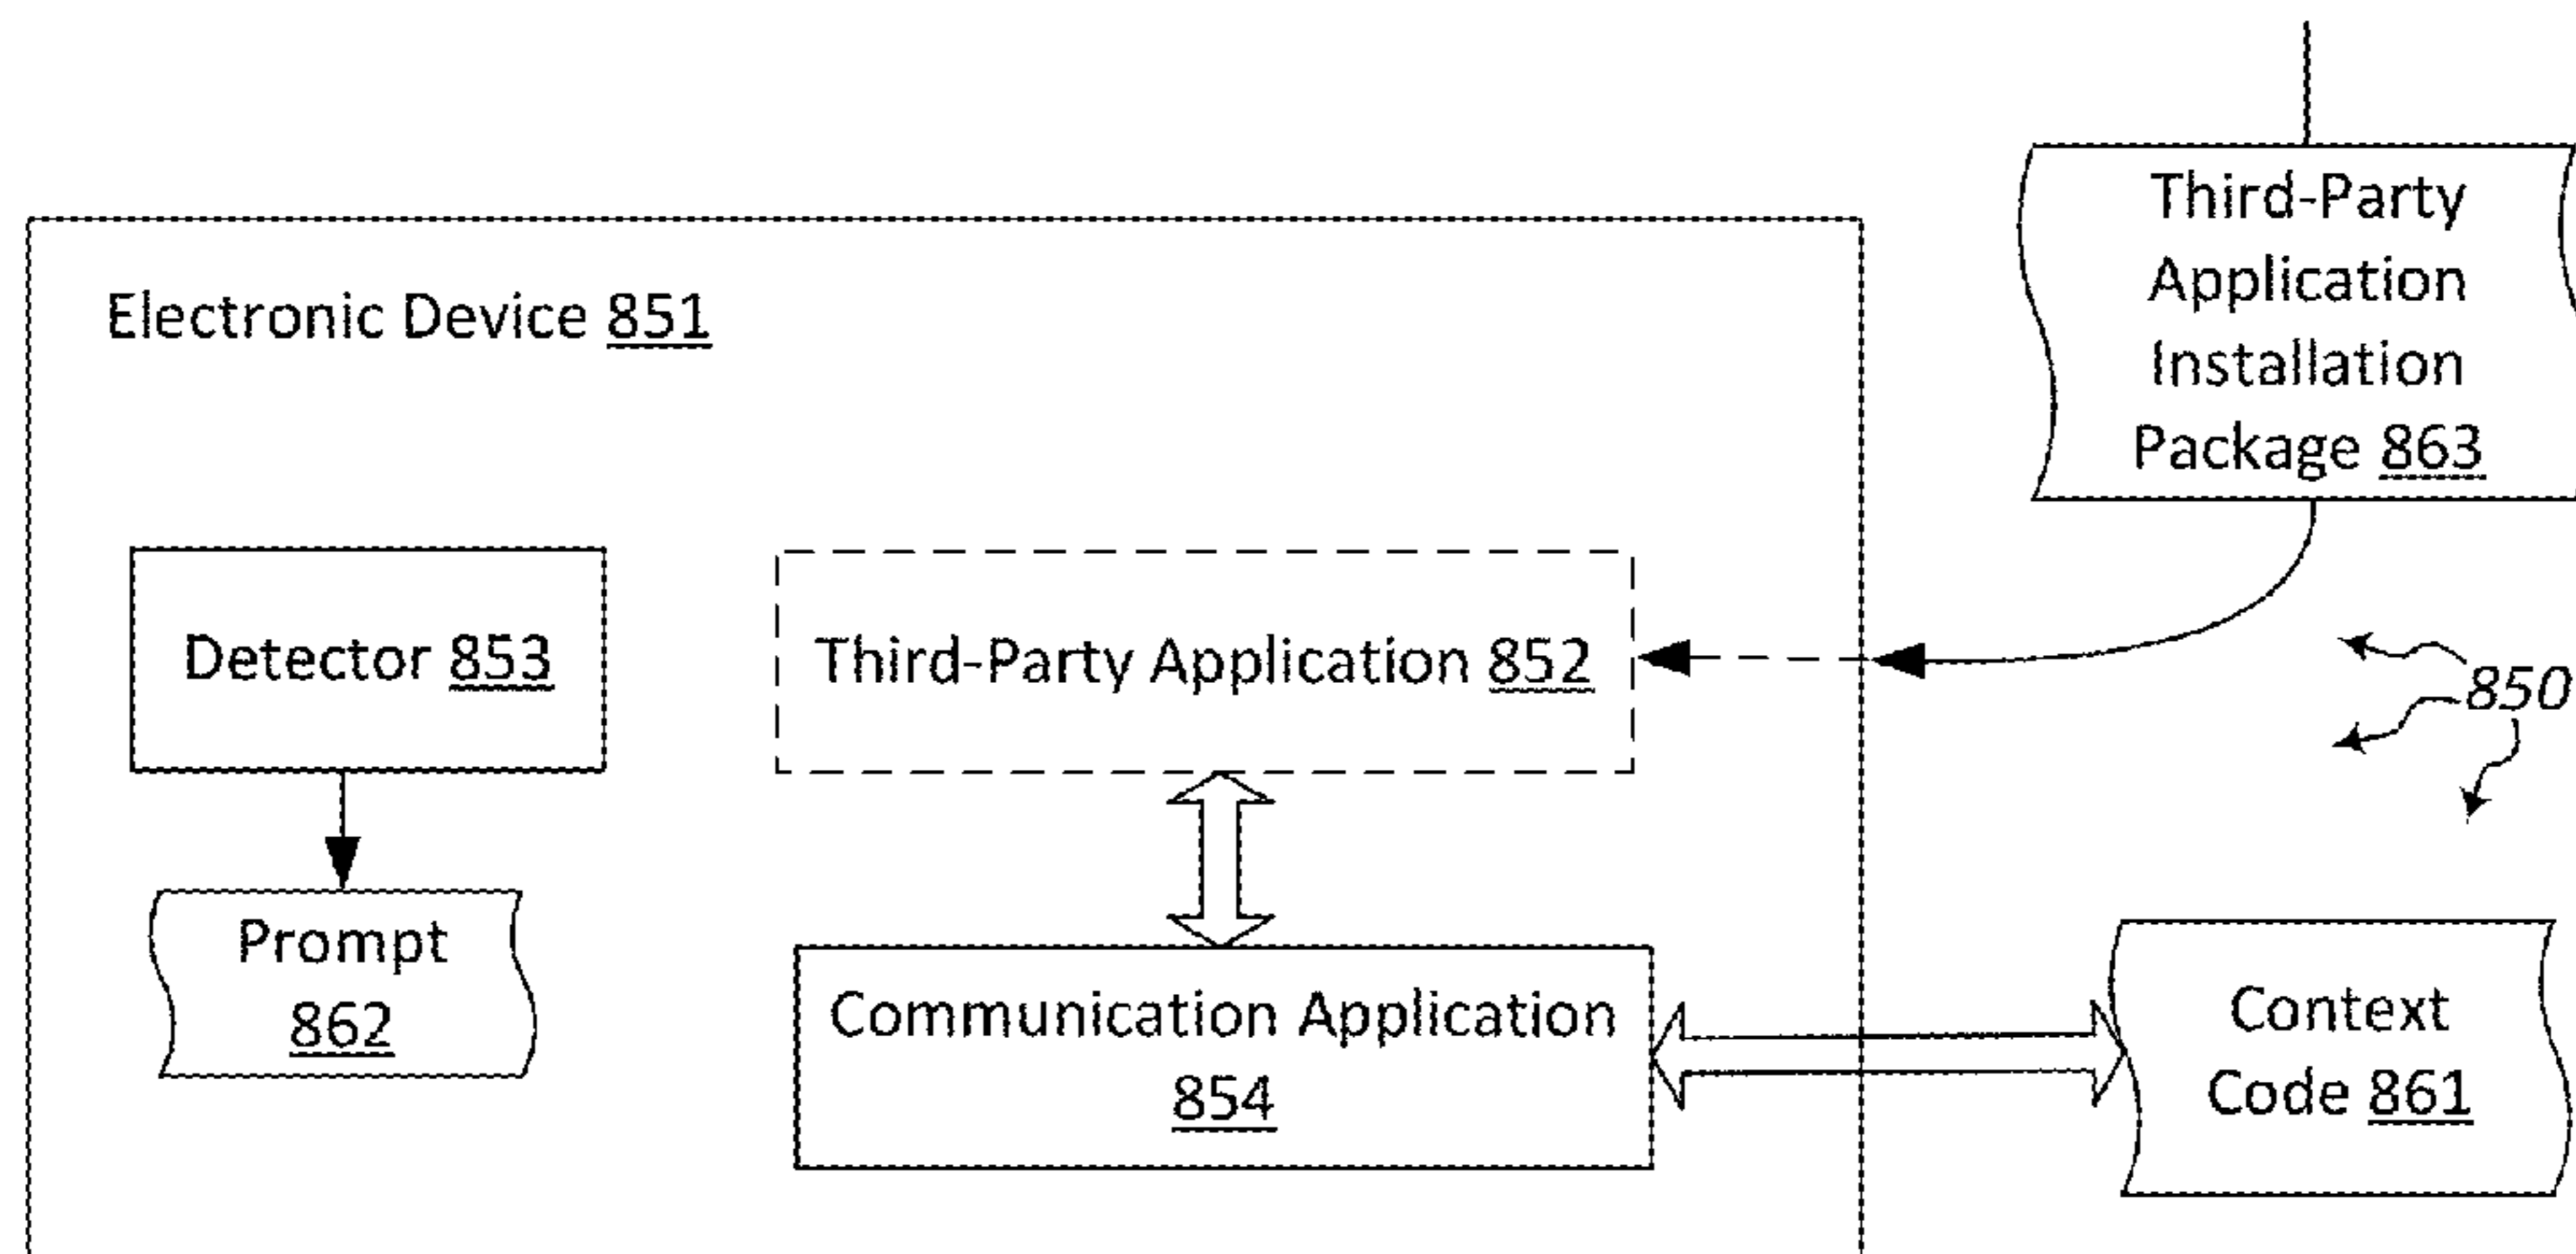 Third-Party
Application
Installation
Package 863
Electronic Device 851
Detector 853
Third-Party Application 852
850
Prompt
862
Communication Application
854
Context
Code 861